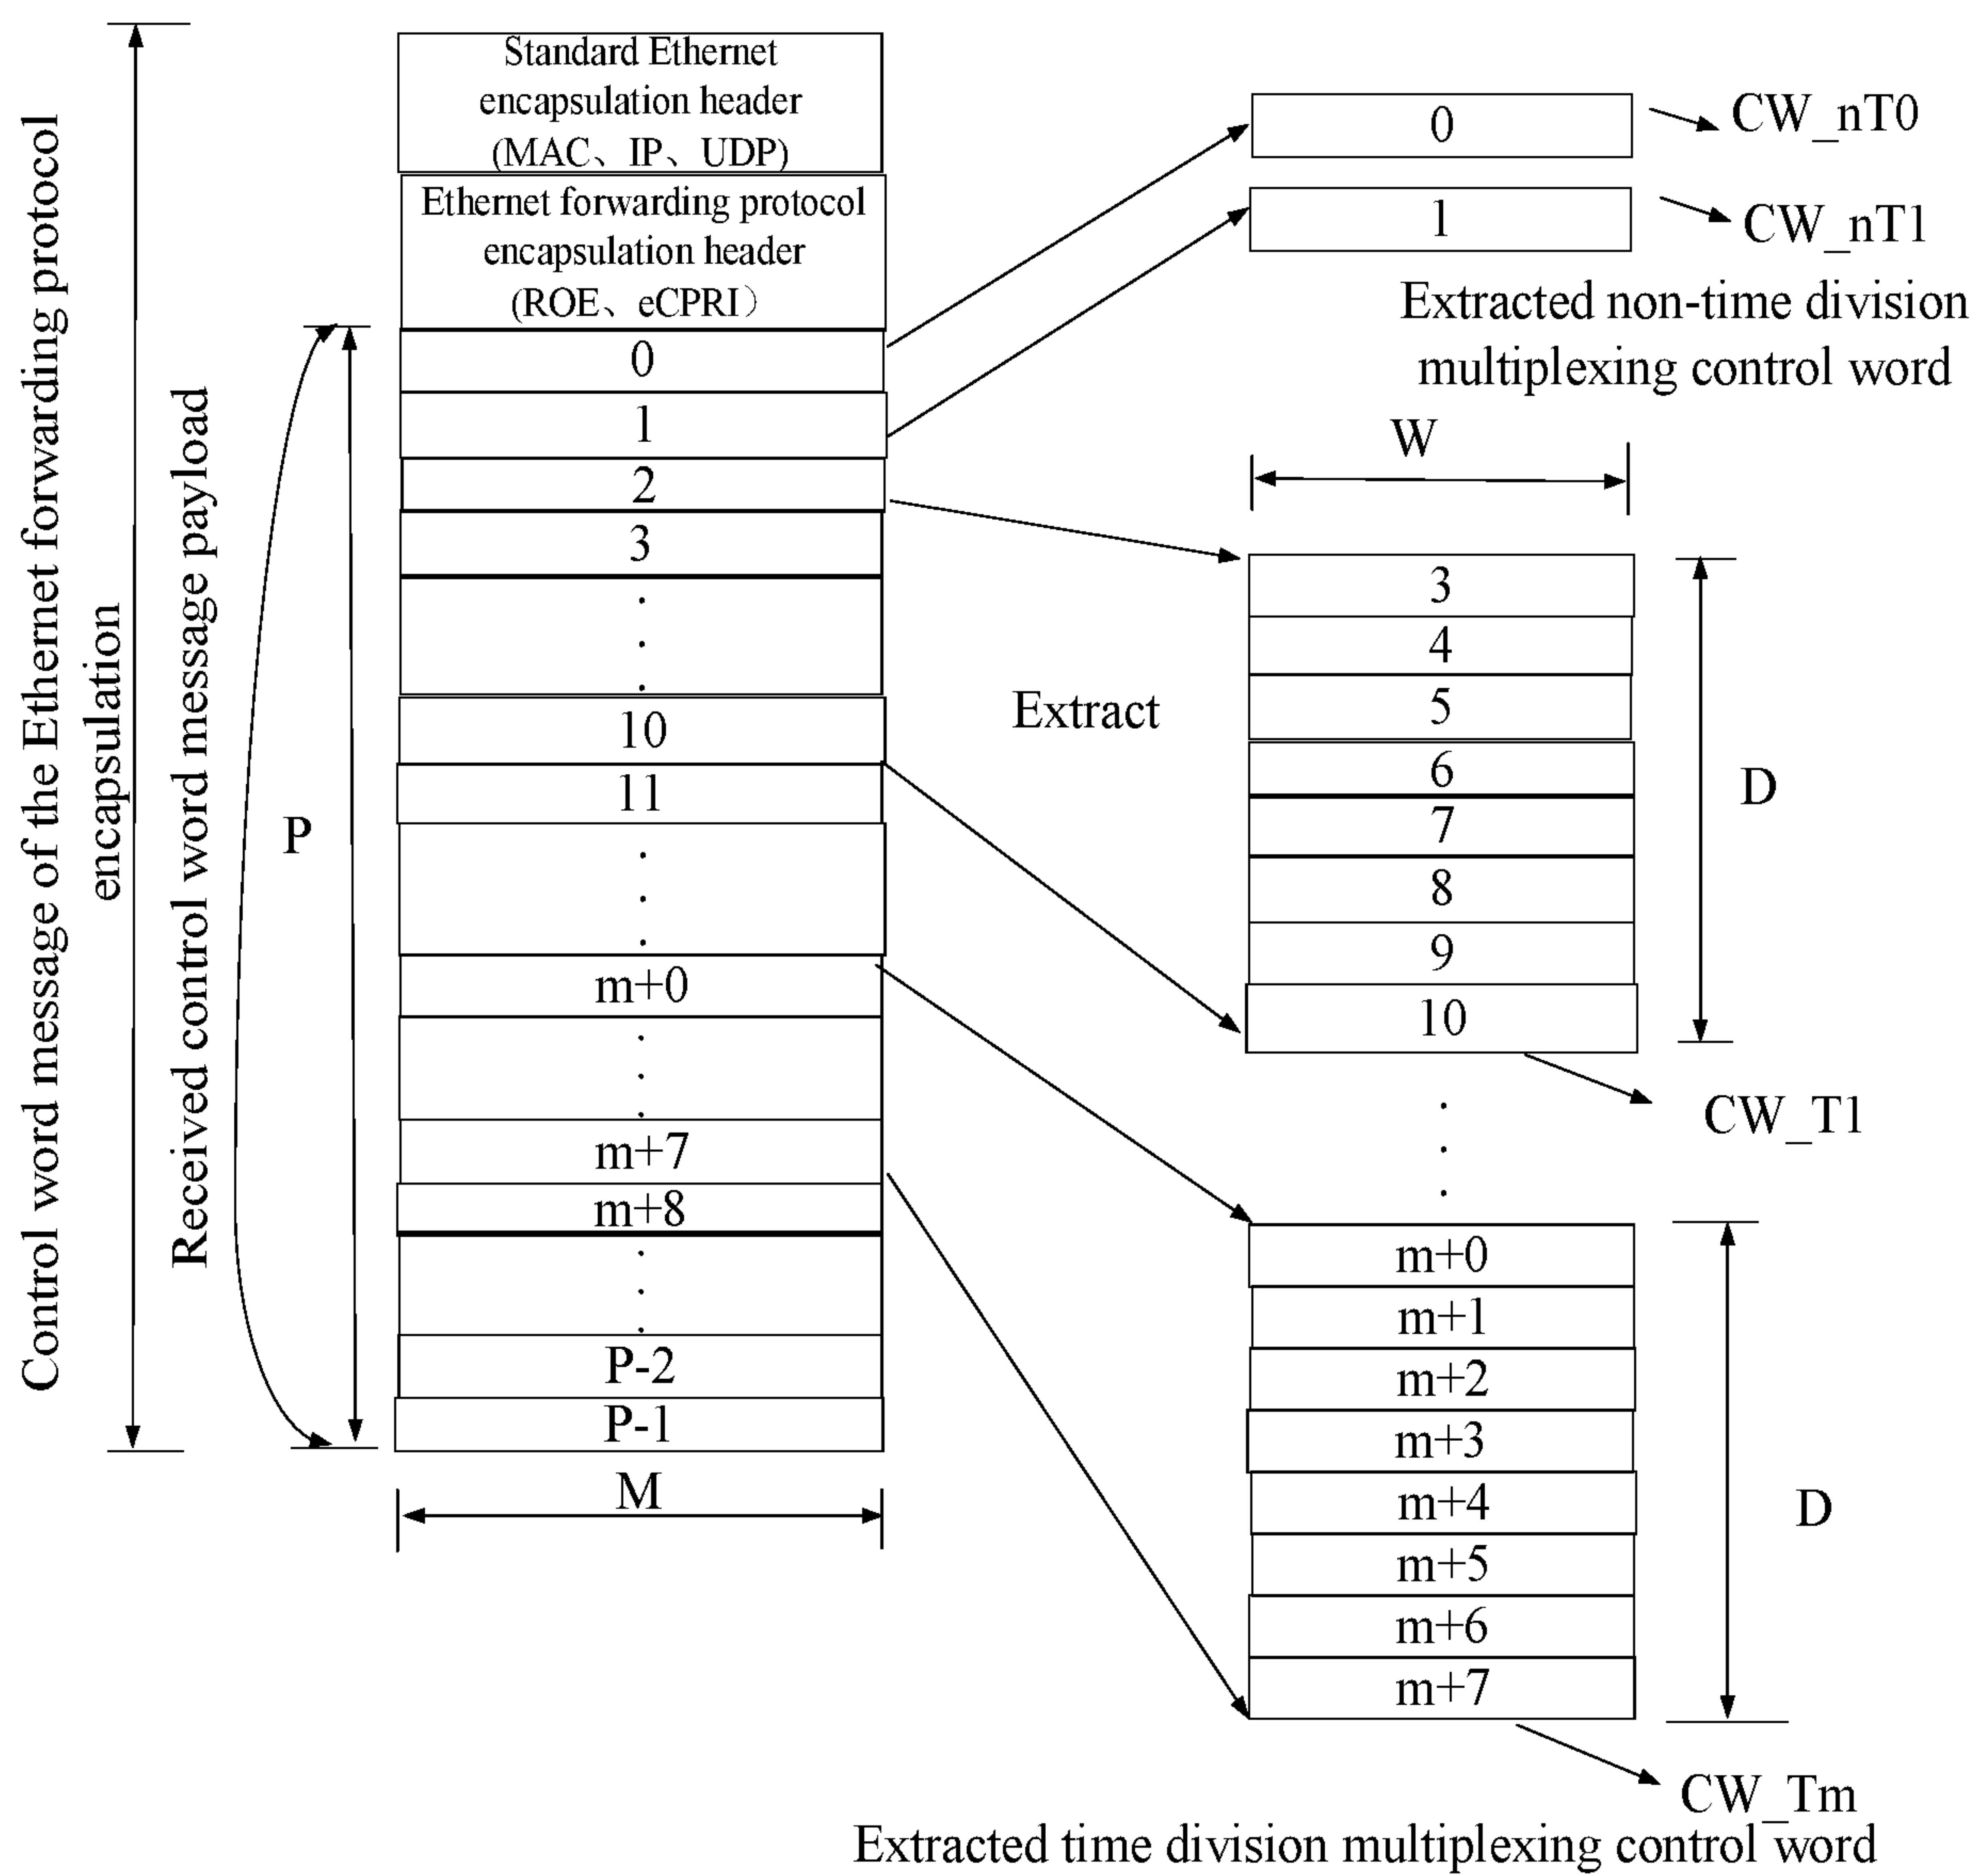 Control word message of the Ethernet forwarding protocol
encapsulation
Received control word message payload
P
Standard Ethernet
encapsulation header
(MAC、IP、UDP)
Ethernet forwarding protocol
encapsulation header
(ROE、eCPRI）
0
1
2
3
.
.
.
10
11
.
.
.
m+0
.
.
.
m+7
m+8
.
.
.
P-2
P-1
M
Extract
0
CW_nT0
1
CW_nT1
Extracted non-time division
multiplexing control word
W
3
4
5
6
7
8
9
10
D
CW_T1
.
.
.
m+0
m+1
m+2
m+3
m+4
m+5
m+6
m+7
D
CW_Tm
Extracted time division multiplexing control word